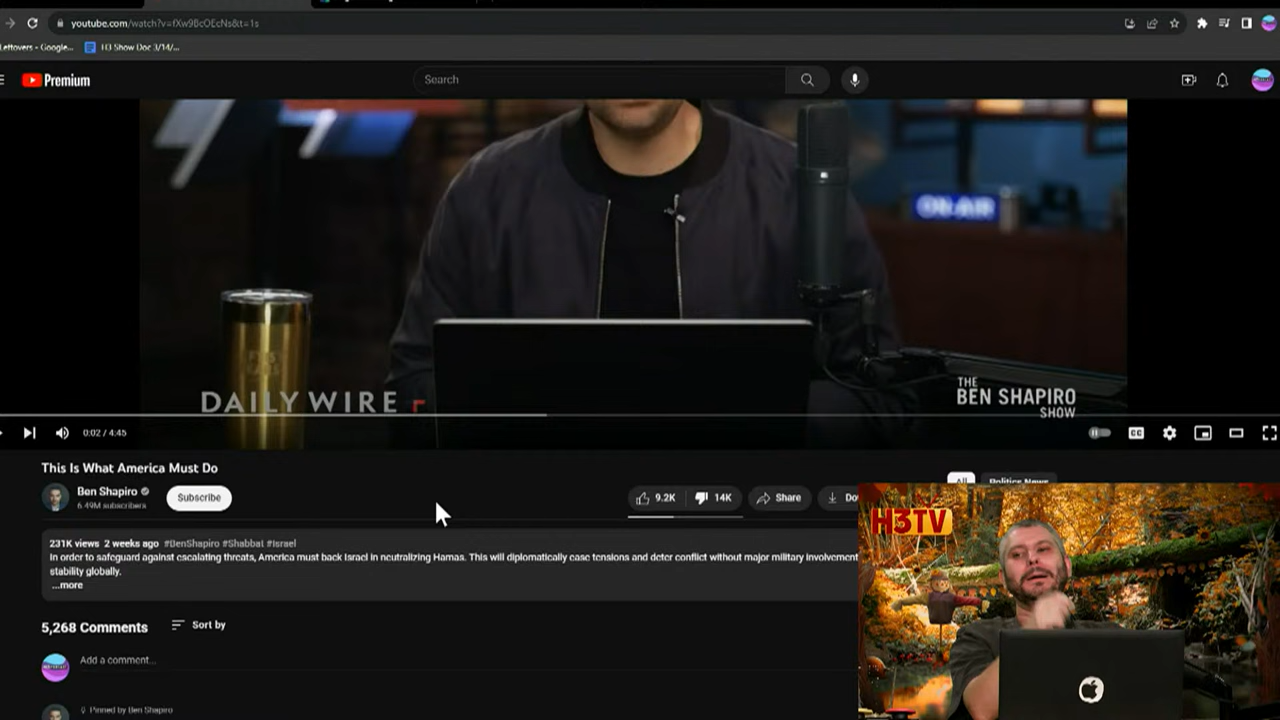 youtube.com/watch?v=fXw9BcOEcNs&t=1s
Leftovers - Google...
H3 Show Doc 3/14/...
Premium
Search
ON-AIR
DAILY WIRE
THE
BEN SHAPIRO
SHOW
0:02 / 4:45
CC
This Is What America Must Do
Ben Shapiro
6.49M subscribers
Subscribe
9.2K
14K
Share
Do
All
Politics News
231K views 2 weeks ago #BenShapiro #Shabbat #Israel
In order to safeguard against escalating threats, America must back Israel in neutralizing Hamas. This will diplomatically ease tensions and deter conflict without major military involvement
stability globally.
...more
H3TV
5,268 Comments
Sort by
Add a comment...
Pinned by Ben Shapiro